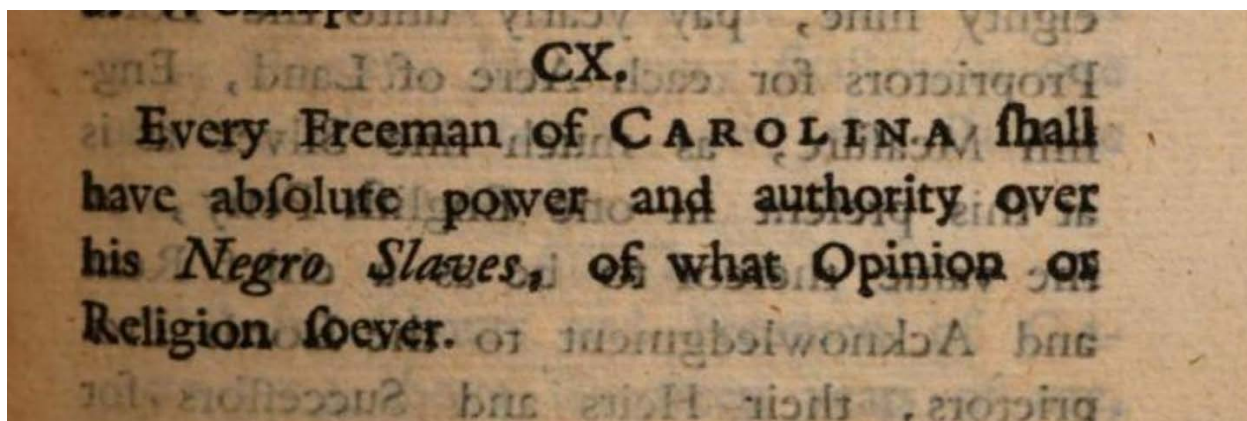 CX.
Every Freeman of CAROLINA ſhall
have abſolute power and authority over
his Negro Slaves, of what Opinion or
Religion ſoever.